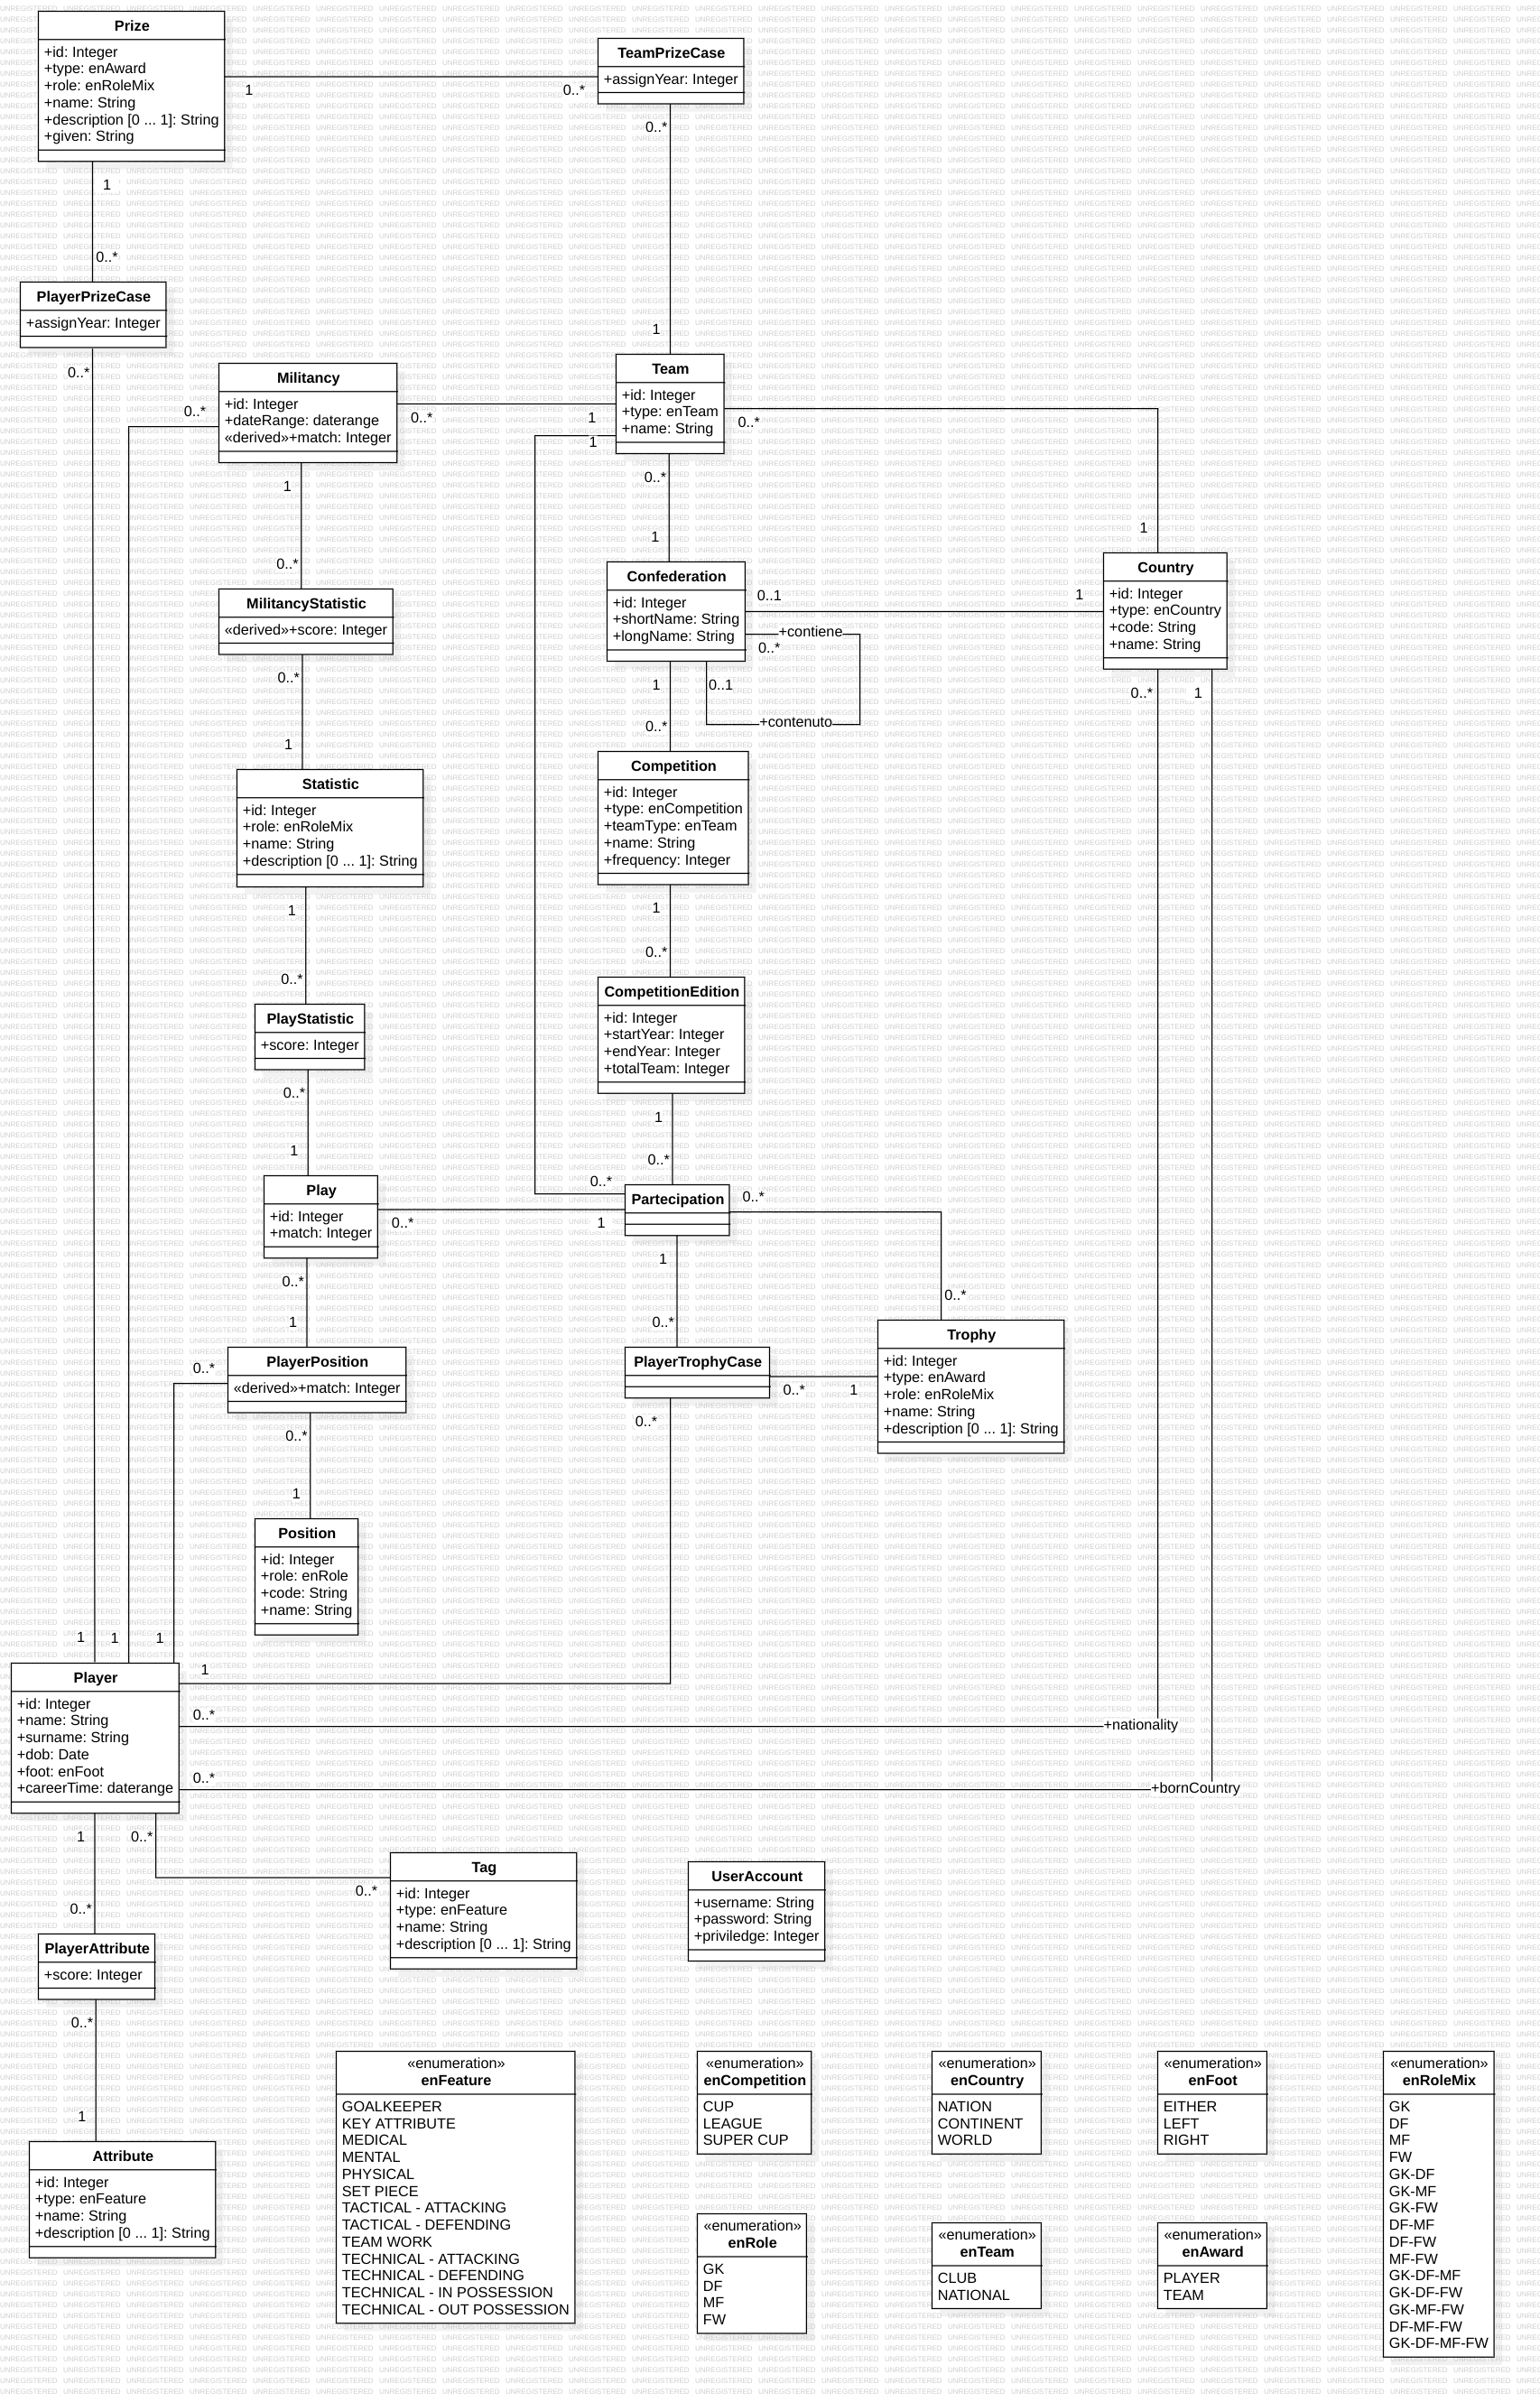 Prize
+id: Integer
+type: enAward
+role: enRoleMix
+name: String
+description [0 ... 1]: String
+given: String
1
0..*
TeamPrizeCase
+assignYear: Integer
0..*
1
1
0..*
PlayerPrizeCase
+assignYear: Integer
0..*
Militancy
+id: Integer
+dateRange: daterange
«derived»+match: Integer
0..*
0..*
1
1
Team
+id: Integer
+type: enTeam
+name: String
1
0..*
0..*
1
1
0..*
MilitancyStatistic
«derived»+score: Integer
0..*
1
Confederation
+id: Integer
+shortName: String
+longName: String
0..1
1
+contiene
0..*
0..1
+contenuto
1
0..*
Country
+id: Integer
+type: enCountry
+code: String
+name: String
1
0..*
1
Statistic
+id: Integer
+role: enRoleMix
+name: String
+description [0 ... 1]: String
1
0..*
Competition
+id: Integer
+type: enCompetition
+teamType: enTeam
+name: String
+frequency: Integer
1
0..*
PlayStatistic
+score: Integer
0..*
1
CompetitionEdition
+id: Integer
+startYear: Integer
+endYear: Integer
+totalTeam: Integer
1
0..*
Play
+id: Integer
+match: Integer
0..*
1
0..*
1
Partecipation
0..*
0..*
0..*
1
0..*
PlayerPosition
«derived»+match: Integer
0..*
0..*
1
PlayerTrophyCase
0..*
1
0..*
Trophy
+id: Integer
+type: enAward
+role: enRoleMix
+name: String
+description [0 ... 1]: String
Position
+id: Integer
+role: enRole
+code: String
+name: String
1
1
1
1
Player
+id: Integer
+name: String
+surname: String
+dob: Date
+foot: enFoot
+careerTime: daterange
0..*
+nationality
0..*
+bornCountry
1
0..*
0..*
0..*
Tag
+id: Integer
+type: enFeature
+name: String
+description [0 ... 1]: String
UserAccount
+username: String
+password: String
+priviledge: Integer
PlayerAttribute
+score: Integer
0..*
1
Attribute
+id: Integer
+type: enFeature
+name: String
+description [0 ... 1]: String
«enumeration»
enFeature
GOALKEEPER
KEY ATTRIBUTE
MEDICAL
MENTAL
PHYSICAL
SET PIECE
TACTICAL - ATTACKING
TACTICAL - DEFENDING
TEAM WORK
TECHNICAL - ATTACKING
TECHNICAL - DEFENDING
TECHNICAL - IN POSSESSION
TECHNICAL - OUT POSSESSION
«enumeration»
enCompetition
CUP
LEAGUE
SUPER CUP
«enumeration»
enCountry
NATION
CONTINENT
WORLD
«enumeration»
enFoot
EITHER
LEFT
RIGHT
«enumeration»
enRole
GK
DF
MF
FW
«enumeration»
enTeam
CLUB
NATIONAL
«enumeration»
enAward
PLAYER
TEAM
«enumeration»
enRoleMix
GK
DF
MF
FW
GK-DF
GK-MF
GK-FW
DF-MF
DF-FW
MF-FW
GK-DF-MF
GK-DF-FW
GK-MF-FW
DF-MF-FW
GK-DF-MF-FW
UNREGISTERED